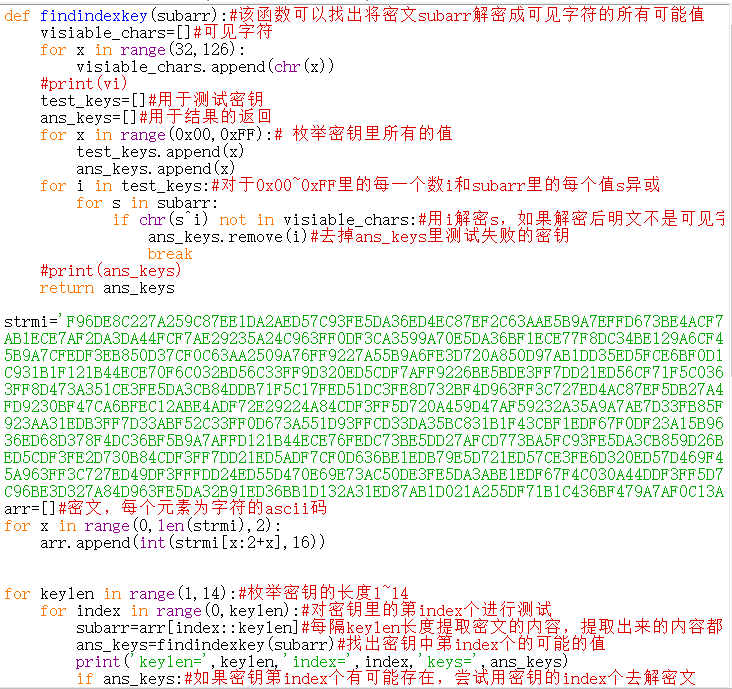 def findindexkey(subarr):#该函数可以找出将密文subarr解密成可见字符的所有可能值
visiable_chars=[]#可见字符
for x in range(32,126):
visiable_chars.append(chr(x))
#print(vi)
test_keys=[]#用于测试密钥
ans_keys=[]#用于结果的返回
for x in range(0x00,0xFF):# 枚举密钥里所有的值
test_keys.append(x)
ans_keys.append(x)
for i in test_keys:#对于0x00~0xFF里的每一个数i和subarr里的每个值s异或
for s in subarr:
if chr(s^i) not in visiable_chars:#用i解密s，如果解密后明文不是可见字
ans_keys.remove(i)#去掉ans_keys里测试失败的密钥
break
#print(ans_keys)
return ans_keys
strmi='F96DE8C227A259C87EE1DA2AED57C93FE5DA36ED4EC87EF2C63AAE5B9A7EFFD673BE4ACF7
AB1ECE7AF2DA3DA44FCF7AE29235A24C963FF0DF3CA3599A70E5DA36BF1ECE77F8DC34BE129A6CF4
5B9A7CFEDF3EB850D37CF0C63AA2509A76FF9227A55B9A6FE3D720A850D97AB1DD35ED5FCE6BF0D1
C931B1F121B44ECE70F6C032BD56C33FF9D320ED5CDF7AFF9226BE5BDE3FF7DD21ED56CF71F5C036
3FF8D473A351CE3FE5DA3CB84DDB71F5C17FED51DC3FE8D732BF4D963FF3C727ED4AC87EF5DB27A4
FD9230BF47CA6BFEC12ABE4ADF72E29224A84CDF3FF5D720A459D47AF59232A35A9A7AE7D33FB85F
923AA31EDB3FF7D33ABF52C33FF0D673A551D93FFCD33DA35BC831B1F43CBF1EDF67F0DF23A15B96
36ED68D378F4DC36BF5B9A7AFFD121B44ECE76FEDC73BE5DD27AFCD773BA5FC93FE5DA3CB859D26B
ED5CDF3FE2D730B84CDF3FF7DD21ED5ADF7CF0D636BE1EDB79E5D721ED57CE3FE6D320ED57D469F4
5A963FF3C727ED49DF3FFFDD24ED55D470E69E73AC50DE3FE5DA3ABE1EDF67F4C030A44DDF3FF5D7
C96BE3D327A84D963FE5DA32B91ED36BB1D132A31ED87AB1D021A255DF71B1C436BF479A7AF0C13A
arr=[]#密文，每个元素为字符的ascii码
for x in range(0,len(strmi),2):
arr.append(int(strmi[x:2+x],16))
for keylen in range(1,14):#枚举密钥的长度1~14
for index in range(0,keylen):#对密钥里的第index个进行测试
subarr=arr[index::keylen]#每隔keylen长度提取密文的内容，提取出来的内容都
ans_keys=findindexkey(subarr)#找出密钥中第index个的可能的值
print('keylen=',keylen,'index=',index,'keys=',ans_keys)
if ans_keys:#如果密钥第index个有可能存在，尝试用密钥的index个去解密文